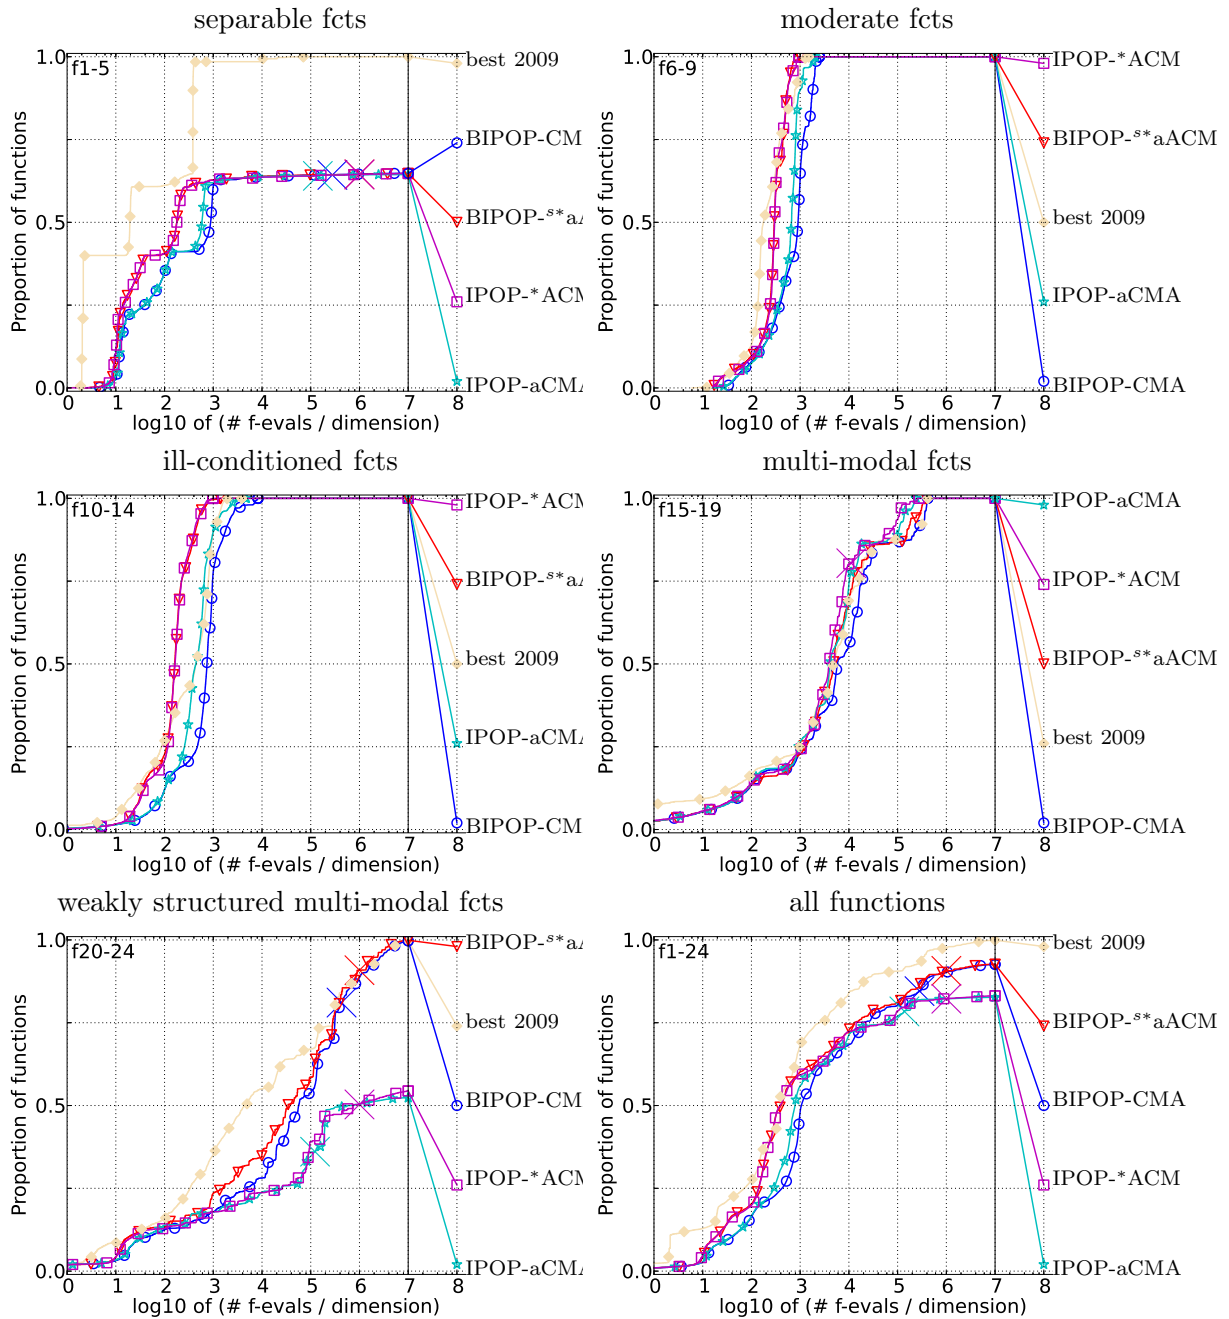 separable fcts
f1-5
1.0
0.5
0.0
Proportion of functions
0 1 2 3 4 5 6 7 8
log10 of (# f-evals / dimension)
best 2009
BIPOP-CM
BIPOP-s*a
IPOP-*AC
IPOP-aCM
moderate fcts
f6-9
1.0
0.5
0.0
Proportion of functions
0 1 2 3 4 5 6 7 8
log10 of (# f-evals / dimension)
IPOP-*ACM
BIPOP-s*aACM
best 2009
IPOP-aCMA
BIPOP-CMA
ill-conditioned fcts
f10-14
1.0
0.5
0.0
Proportion of functions
0 1 2 3 4 5 6 7 8
log10 of (# f-evals / dimension)
IPOP-*AC
BIPOP-s*a
best 2009
IPOP-aCM
BIPOP-CM
multi-modal fcts
f15-19
1.0
0.5
0.0
Proportion of functions
0 1 2 3 4 5 6 7 8
log10 of (# f-evals / dimension)
IPOP-aCMA
IPOP-*ACM
BIPOP-s*aACM
best 2009
BIPOP-CMA
weakly structured multi-modal fcts
f20-24
1.0
0.5
0.0
Proportion of functions
0 1 2 3 4 5 6 7 8
log10 of (# f-evals / dimension)
BIPOP-s*a
best 2009
BIPOP-CM
IPOP-*AC
IPOP-aCM
all functions
f1-24
1.0
0.5
0.0
Proportion of functions
0 1 2 3 4 5 6 7 8
log10 of (# f-evals / dimension)
best 2009
BIPOP-s*aACM
BIPOP-CMA
IPOP-*ACM
IPOP-aCMA